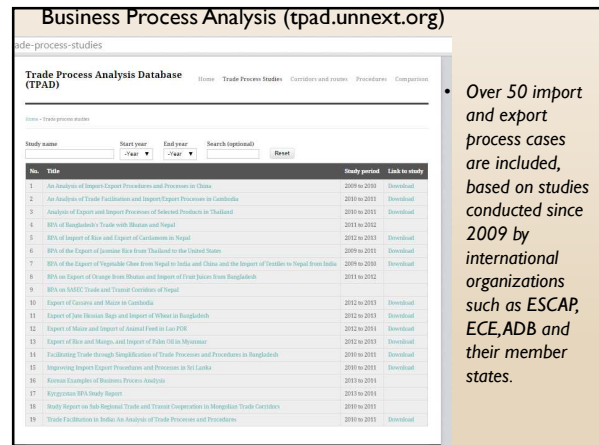 Business Process Analysis (tpad.unnext.org)
ade-process-studies
Trade Process Analysis Database (TPAD)
Home Trade Process Studies Corridors and routes Procedures Comparison
Home » Trade process studies
Study name Start year End year Search (optional)
-Year ▼ -Year ▼ Reset
No. Title Study period Link to study
1 An Analysis of Import-Export Procedures and Processes in China 2009 to 2010 Download
2 An Analysis of Trade Facilitation and Import/Export Processes in Cambodia 2010 to 2011 Download
3 Analysis of Export and Import Processes of Selected Products in Thailand 2010 to 2011 Download
4 BPA of Bangladesh's Trade with Bhutan and Nepal 2011 to 2012
5 BPA of Import of Rice and Export of Cardamom in Nepal 2012 to 2013 Download
6 BPA of the Export of Jasmine Rice from Thailand to the United States 2009 to 2011 Download
7 BPA of the Export of Vegetable Ghee from Nepal to India and China and the Import of Textiles to Nepal from India 2009 to 2010 Download
8 BPA on Export of Orange from Bhutan and Import of Fruit Juices from Bangladesh 2011 to 2012
9 BPA on SASEC Trade and Transit Corridors of Nepal
10 Export of Cassava and Maize in Cambodia 2012 to 2013 Download
11 Export of Jute Hessian Bags and Import of Wheat in Bangladesh 2012 to 2013 Download
12 Export of Maize and Import of Animal Feed in Lao PDR 2012 to 2014 Download
13 Export of Rice and Mango, and Import of Palm Oil in Myanmar 2012 to 2013 Download
14 Facilitating Trade through Simplification of Trade Processes and Procedures in Bangladesh 2010 to 2011 Download
15 Improving Import-Export Procedures and Processes in Sri Lanka 2010 to 2011 Download
16 Korean Examples of Business Process Analysis 2013 to 2014
17 Kyrgyzstan BPA Study Report 2013 to 2014
18 Study Report on Sub-Regional Trade and Transit Cooperation in Mongolian Trade Corridors 2010 to 2011
19 Trade Facilitation in India: An Analysis of Trade Processes and Procedures 2010 to 2011 Download
• Over 50 import
and export
process cases
are included,
based on studies
conducted since
2009 by
international
organizations
such as ESCAP,
ECE,ADB and
their member
states.